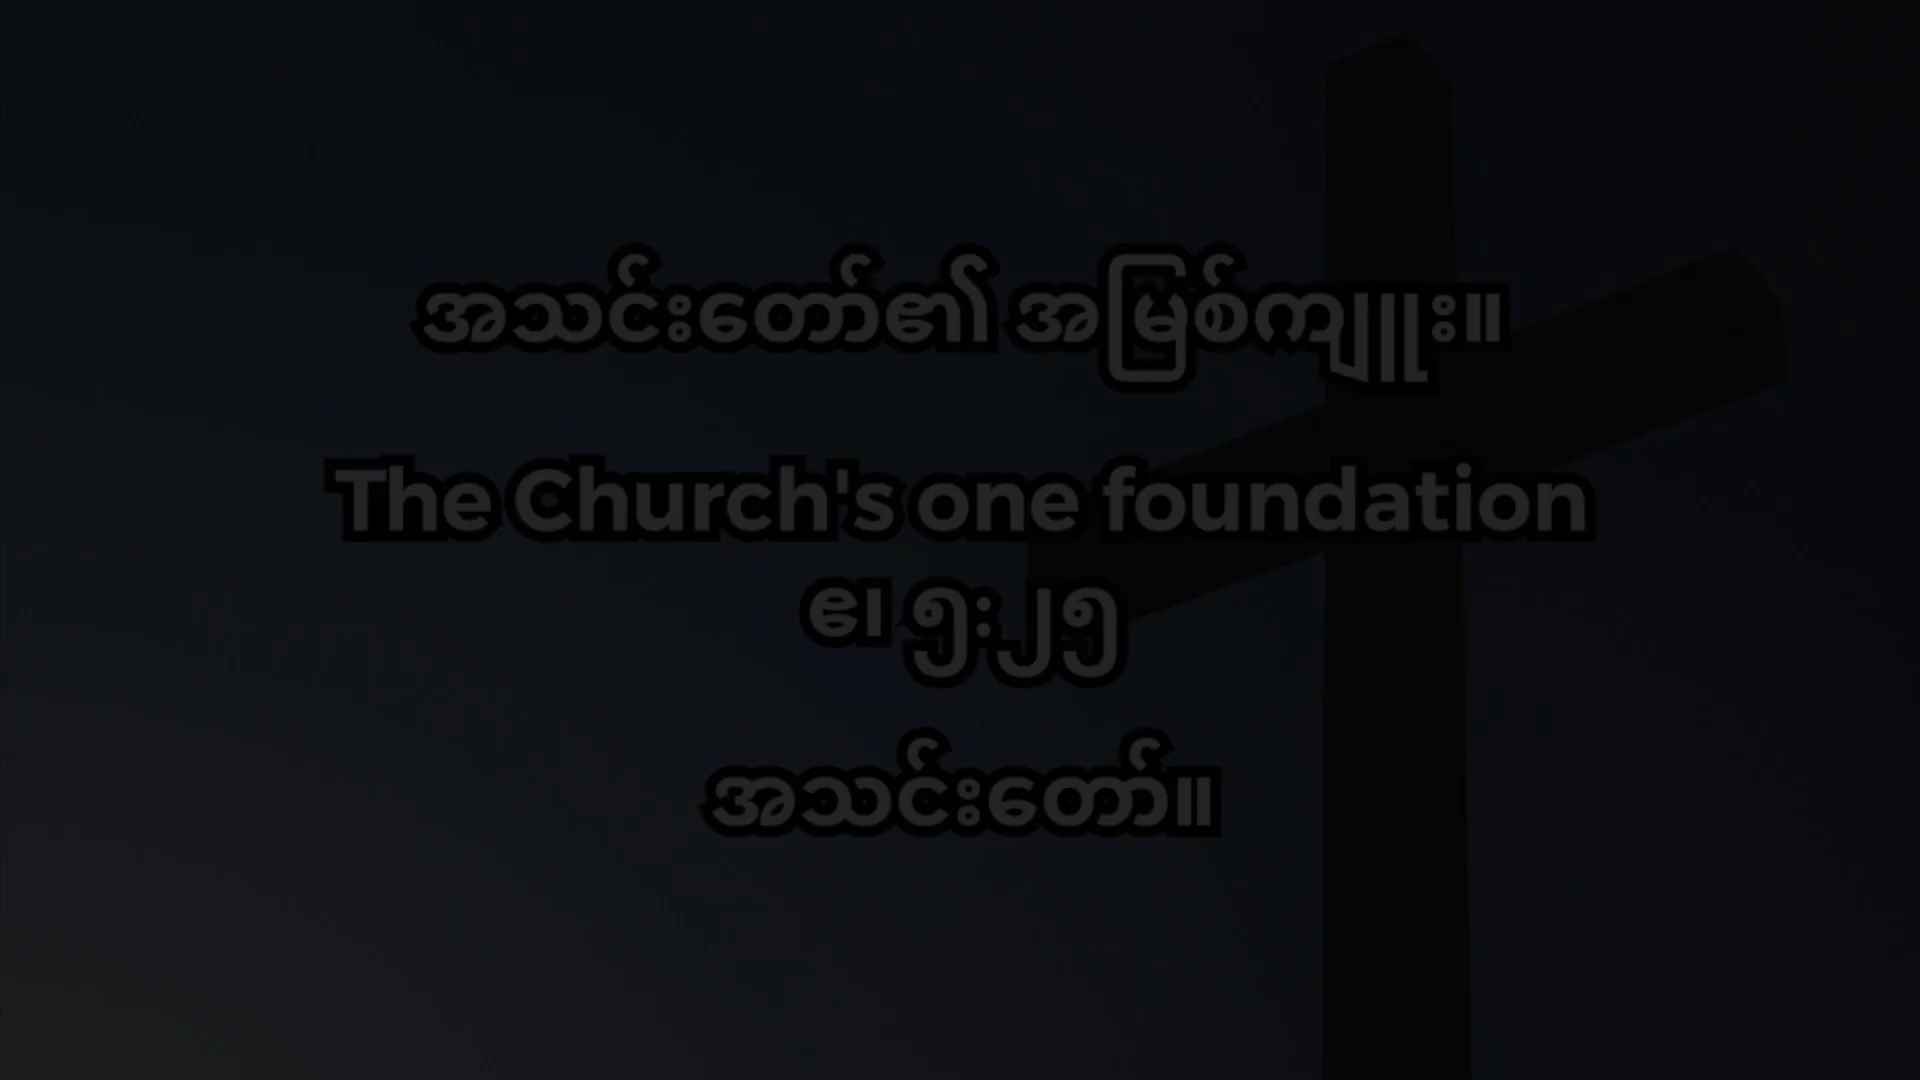 အသင်းတော်၏ အမြစ်ကျူး။
The Church's one foundation
ဧ၊ ၅:၂၅
အသင်းတော်။